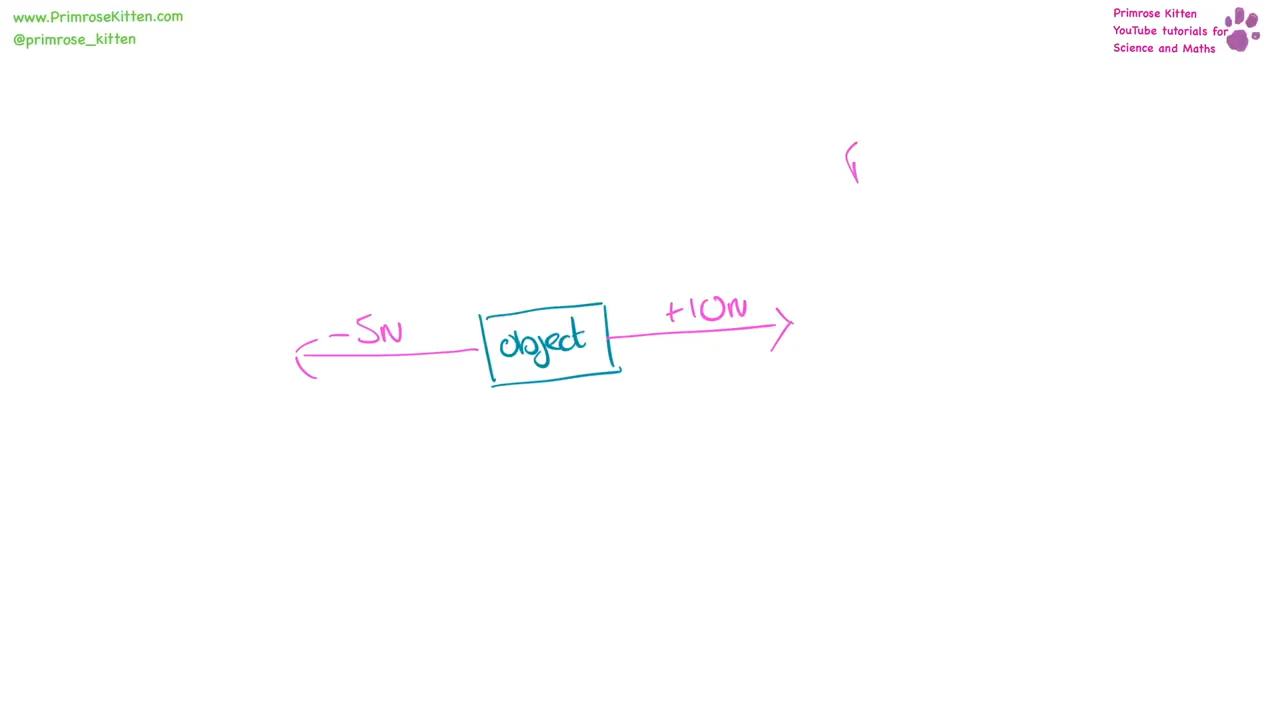 www.PrimroseKitten.com
@primrose_kitten
Primrose Kitten
YouTube tutorials for
Science and Maths
-5N
object
+10N